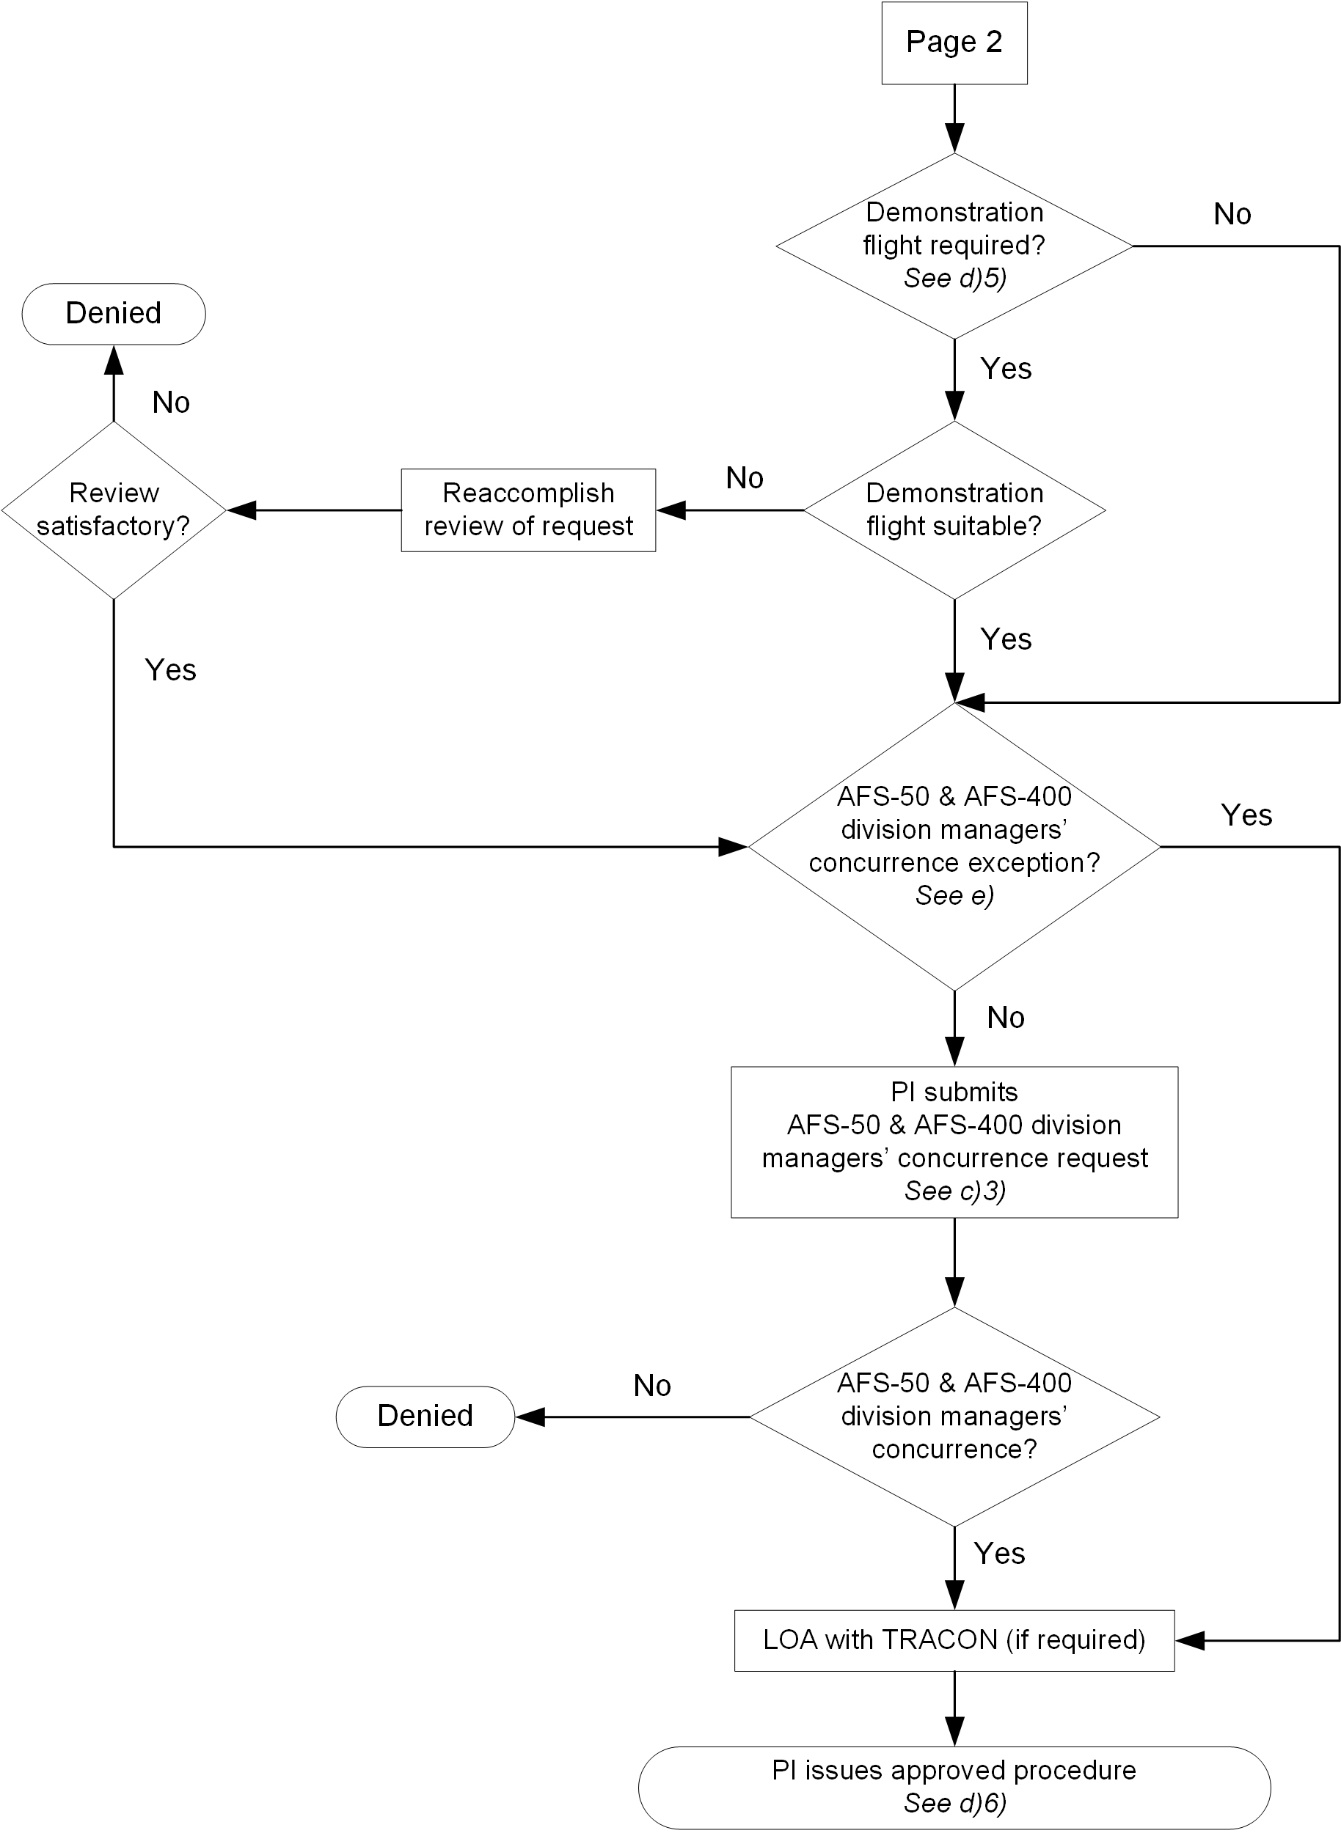 Page 2
Demonstration
flight required?
See d)5)
No
Yes
Denied
No
Review
satisfactory?
Reaccomplish
review of request
No
Demonstration
flight suitable?
Yes
Yes
AFS-50 & AFS-400
division managers’
concurrence exception?
See e)
Yes
No
PI submits
AFS-50 & AFS-400 division
managers’ concurrence request
See c)3)
AFS-50 & AFS-400
division managers’
concurrence?
No
Denied
Yes
LOA with TRACON (if required)
PI issues approved procedure
See d)6)